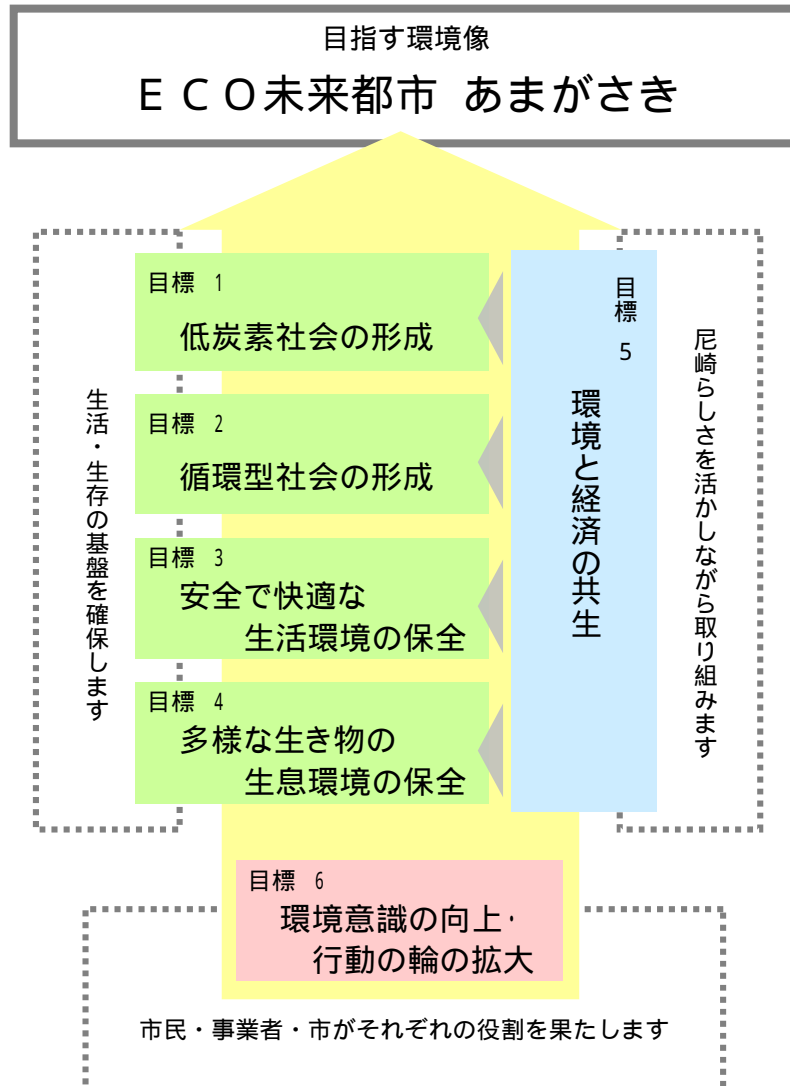 目指す環境像
ＥＣＯ未来都市 あまがさき
生活・生存の基盤を確保します
目標 1
低炭素社会の形成
目標 2
循環型社会の形成
目標 3
安全で快適な
生活環境の保全
目標 4
多様な生き物の
生息環境の保全
目標 5
環境と経済の共生
尼崎らしさを活かしながら取り組みます
目標 6
環境意識の向上・
行動の輪の拡大
市民・事業者・市がそれぞれの役割を果たします